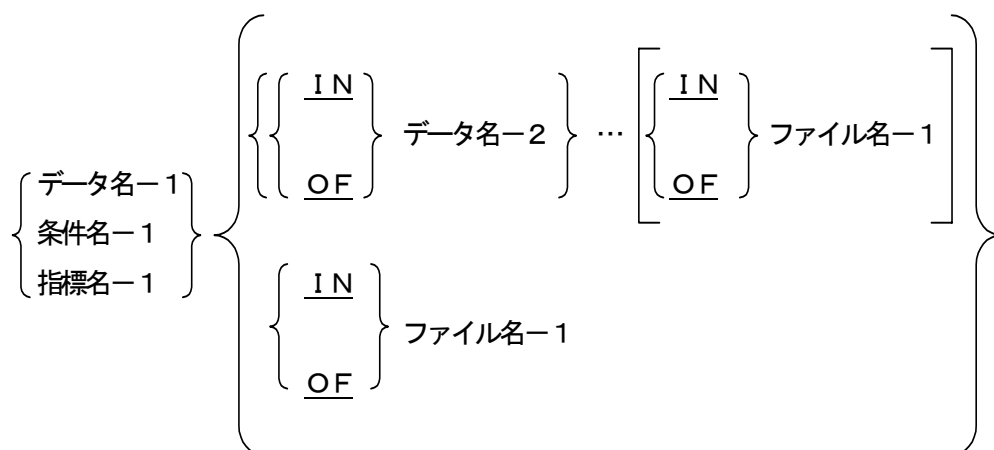 ＩＮ ＩＮ
データ名－２ … ファイル名－１
ＯＦ ＯＦ
データ名－１
条件名－１
指標名－１
ＩＮ
ファイル名－１
ＯＦ